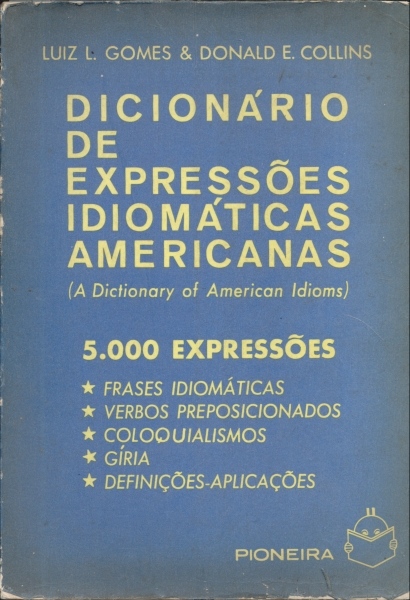 LUIZ L. GOMES & DONALD E. COLLINS
DICIONÁRIO
DE
EXPRESSÕES
IDIOMÁTICAS
AMERICANAS
(A Dictionary of American Idioms)
5.000 EXPRESSÕES
★ FRASES IDIOMÁTICAS
★ VERBOS PREPOSICIONADOS
★ COLOQUIALISMOS
★ GÍRIA
★ DEFINIÇÕES-APLICAÇÕES
PIONEIRA